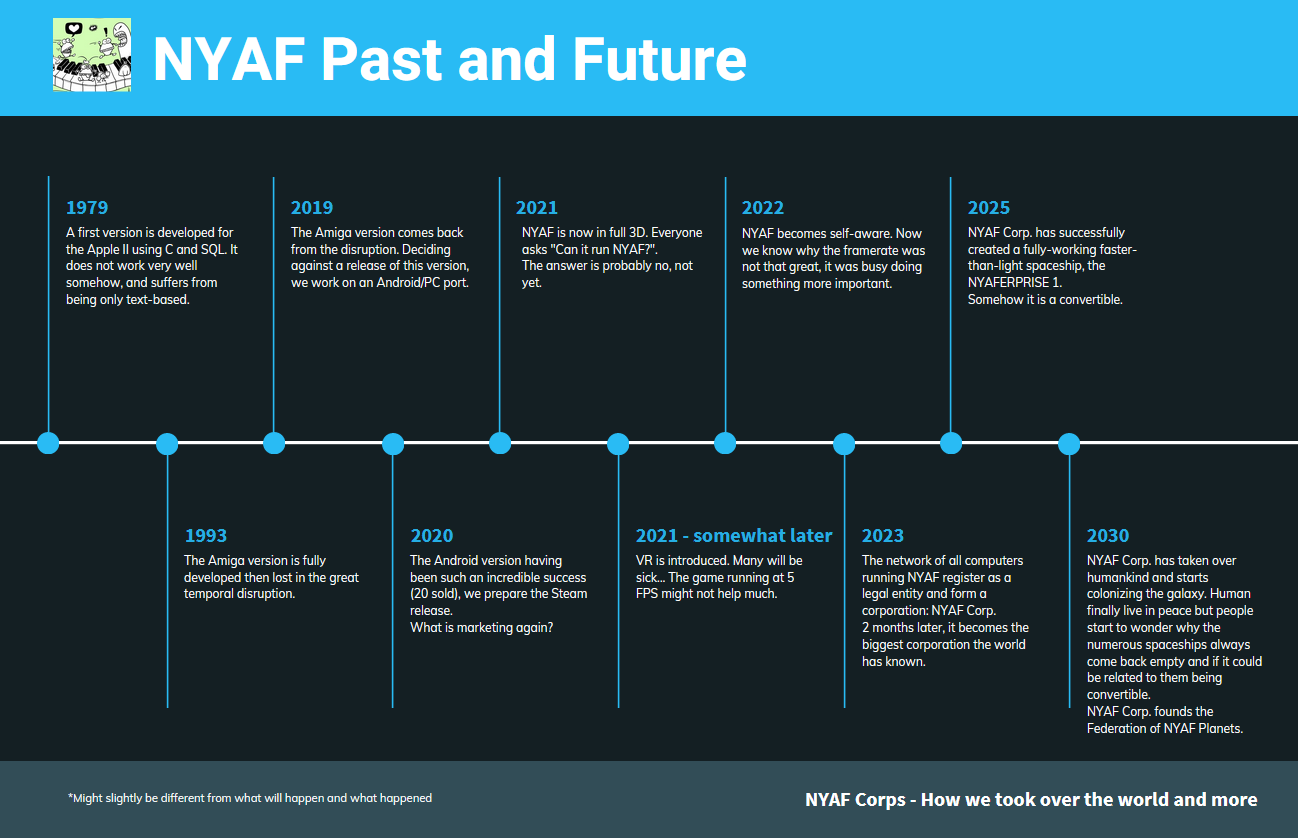 NYAF Past and Future
1979
A first version is developed for
the Apple II using C and SQL. It
does not work very well
somehow, and suffers from
being only text-based.
2019
The Amiga version comes back
from the disruption. Deciding
against a release of this version,
we work on an Android/PC port.
2021
NYAF is now in full 3D. Everyone
asks "Can it run NYAF?".
The answer is probably no, not
yet.
2022
NYAF becomes self-aware. Now
we know why the framerate was
not that great, it was busy doing
something more important.
2025
NYAF Corp. has successfully
created a fully-working faster-
than-light spaceship, the
NYAFERPRISE 1.
Somehow it is a convertible.
1993
The Amiga version is fully
developed then lost in the great
temporal disruption.
2020
The Android version having
been such an incredible success
(20 sold), we prepare the Steam
release.
What is marketing again?
2021 - somewhat later
VR is introduced. Many will be
sick... The game running at 5
FPS might not help much.
2023
The network of all computers
running NYAF register as a
legal entity and form a
corporation: NYAF Corp.
2 months later, it becomes the
biggest corporation the world
has known.
2030
NYAF Corp. has taken over
humankind and starts
colonizing the galaxy. Human
finally live in peace but people
start to wonder why the
numerous spaceships always
come back empty and if it could
be related to them being
convertible.
NYAF Corp. founds the
Federation of NYAF Planets.
*Might slightly be different from what will happen and what happened
NYAF Corps - How we took over the world and more